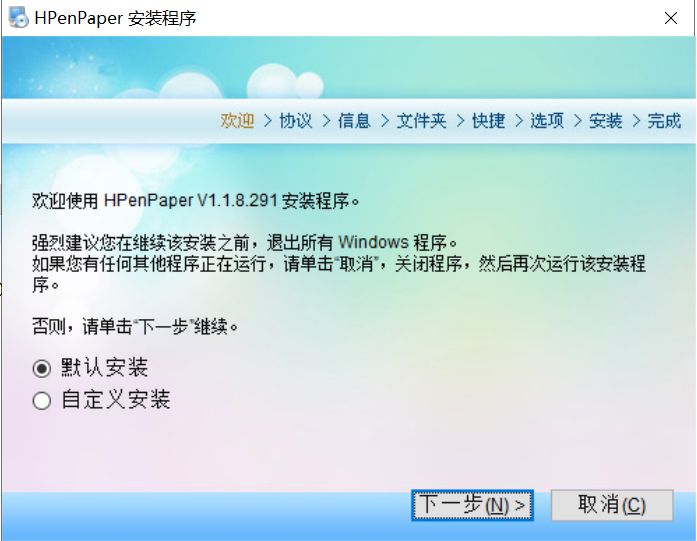 HPenPaper 安装程序
欢迎 > 协议 > 信息 > 文件夹 > 快捷 > 选项 > 安装 > 完成
欢迎使用 HPenPaper V1.1.8.291 安装程序。
强烈建议您在继续该安装之前，退出所有 Windows 程序。
如果您有任何其他程序正在运行，请单击“取消”，关闭程序，然后再次运行该安装程
序。
否则，请单击“下一步”继续。
默认安装
自定义安装
下一步(N) > 取消(C)